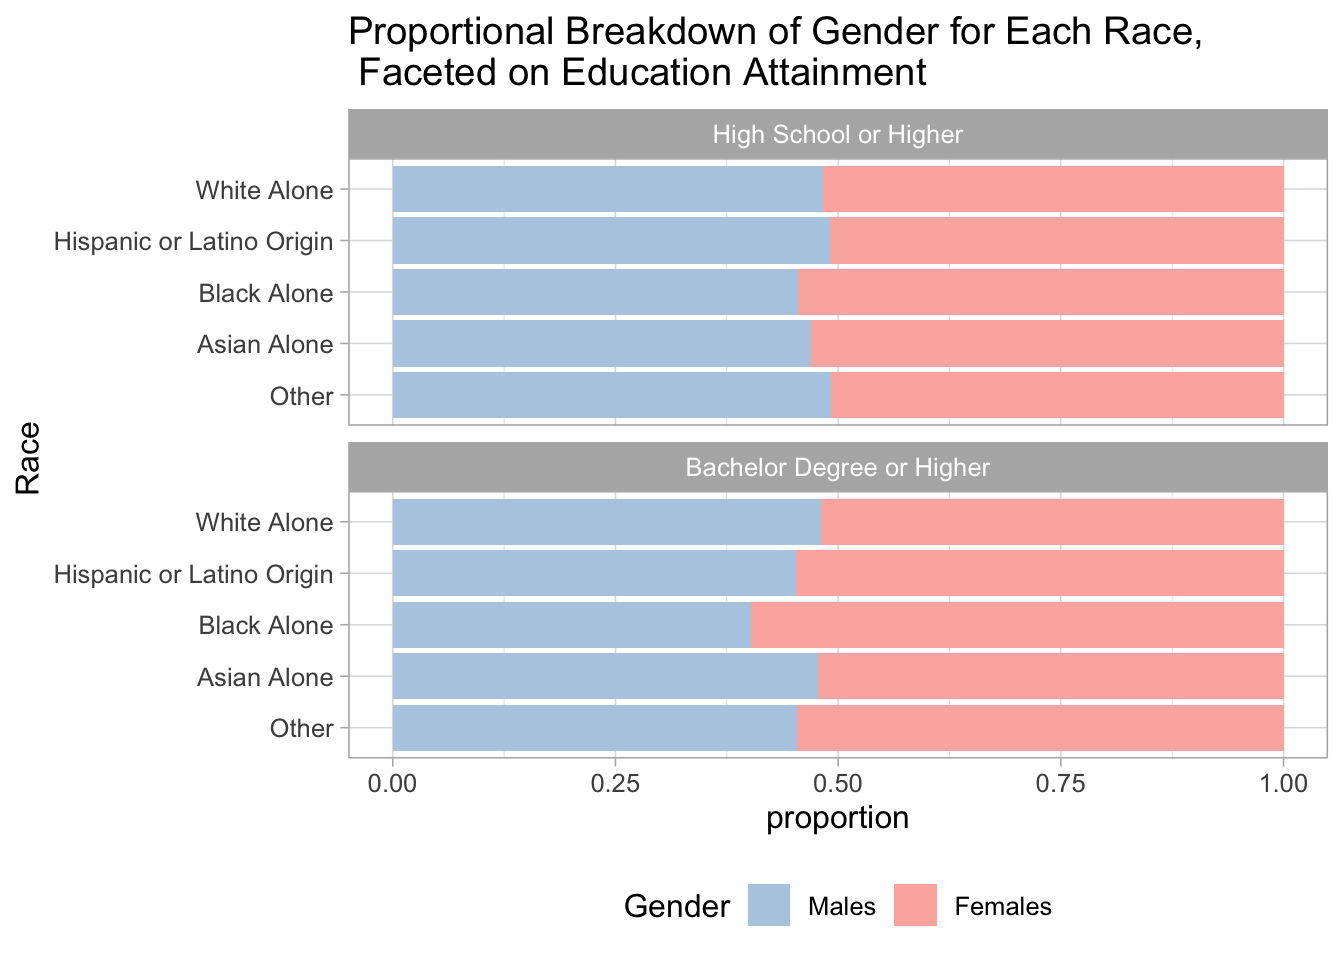 Proportional Breakdown of Gender for Each Race,
Faceted on Education Attainment
High School or Higher
White Alone
Hispanic or Latino Origin
Black Alone
Asian Alone
Other
Race
Bachelor Degree or Higher
White Alone
Hispanic or Latino Origin
Black Alone
Asian Alone
Other
0.00 0.25 0.50 0.75 1.00
proportion
Gender Males Females